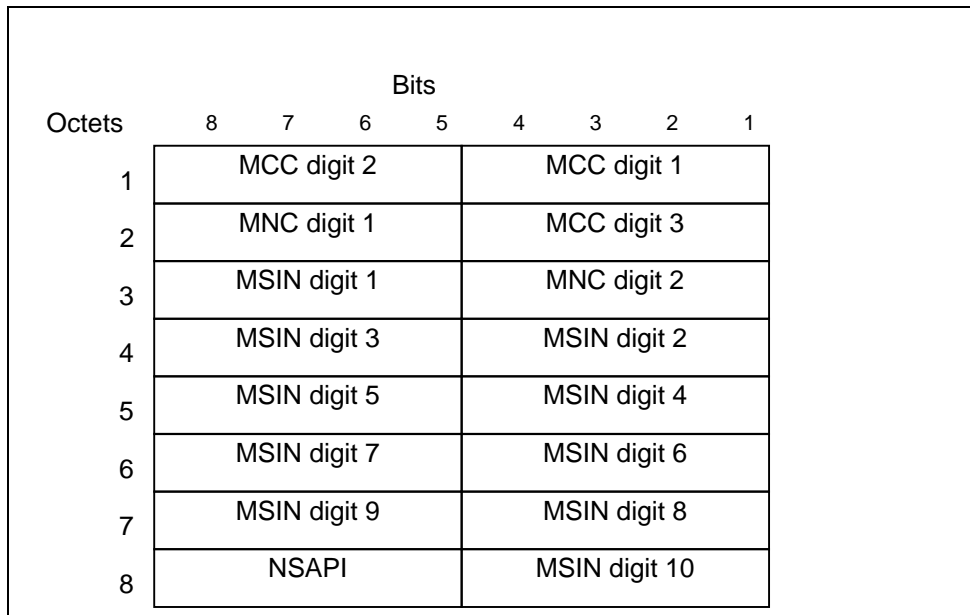 Bits
Octets 8 7 6 5 4 3 2 1
1 MCC digit 2 MCC digit 1
2 MNC digit 1 MCC digit 3
3 MSIN digit 1 MNC digit 2
4 MSIN digit 3 MSIN digit 2
5 MSIN digit 5 MSIN digit 4
6 MSIN digit 7 MSIN digit 6
7 MSIN digit 9 MSIN digit 8
8 NSAPI MSIN digit 10